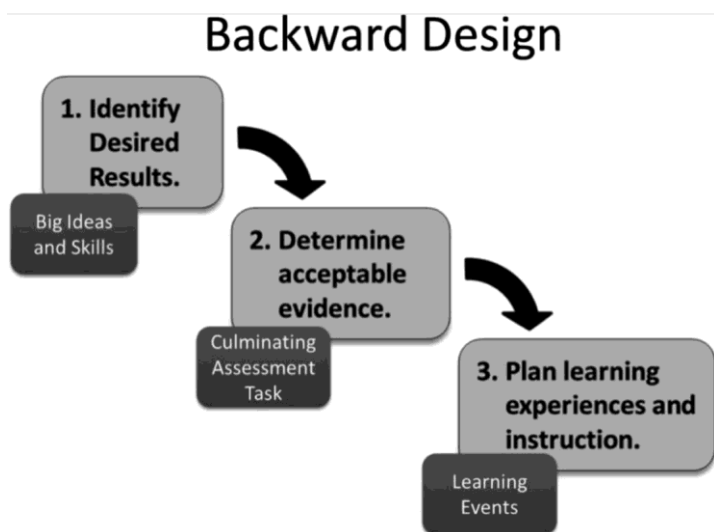 Backward Design
1. Identify
Desired
Results.
Big Ideas
and Skills
2. Determine
acceptable
evidence.
Culminating
Assessment
Task
3. Plan learning
experiences and
instruction.
Learning
Events